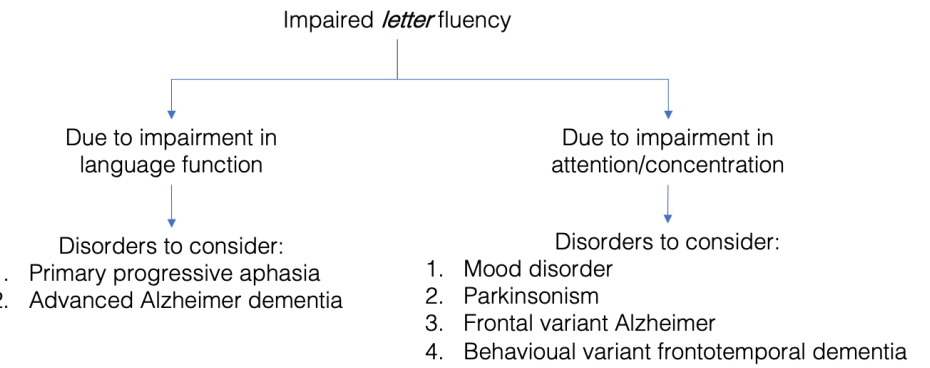 Impaired letter fluency
Due to impairment in
language function
Disorders to consider:
. Primary progressive aphasia
2. Advanced Alzheimer dementia
Due to impairment in
attention/concentration
Disorders to consider:
1. Mood disorder
2. Parkinsonism
3. Frontal variant Alzheimer
4. Behavioual variant frontotemporal dementia